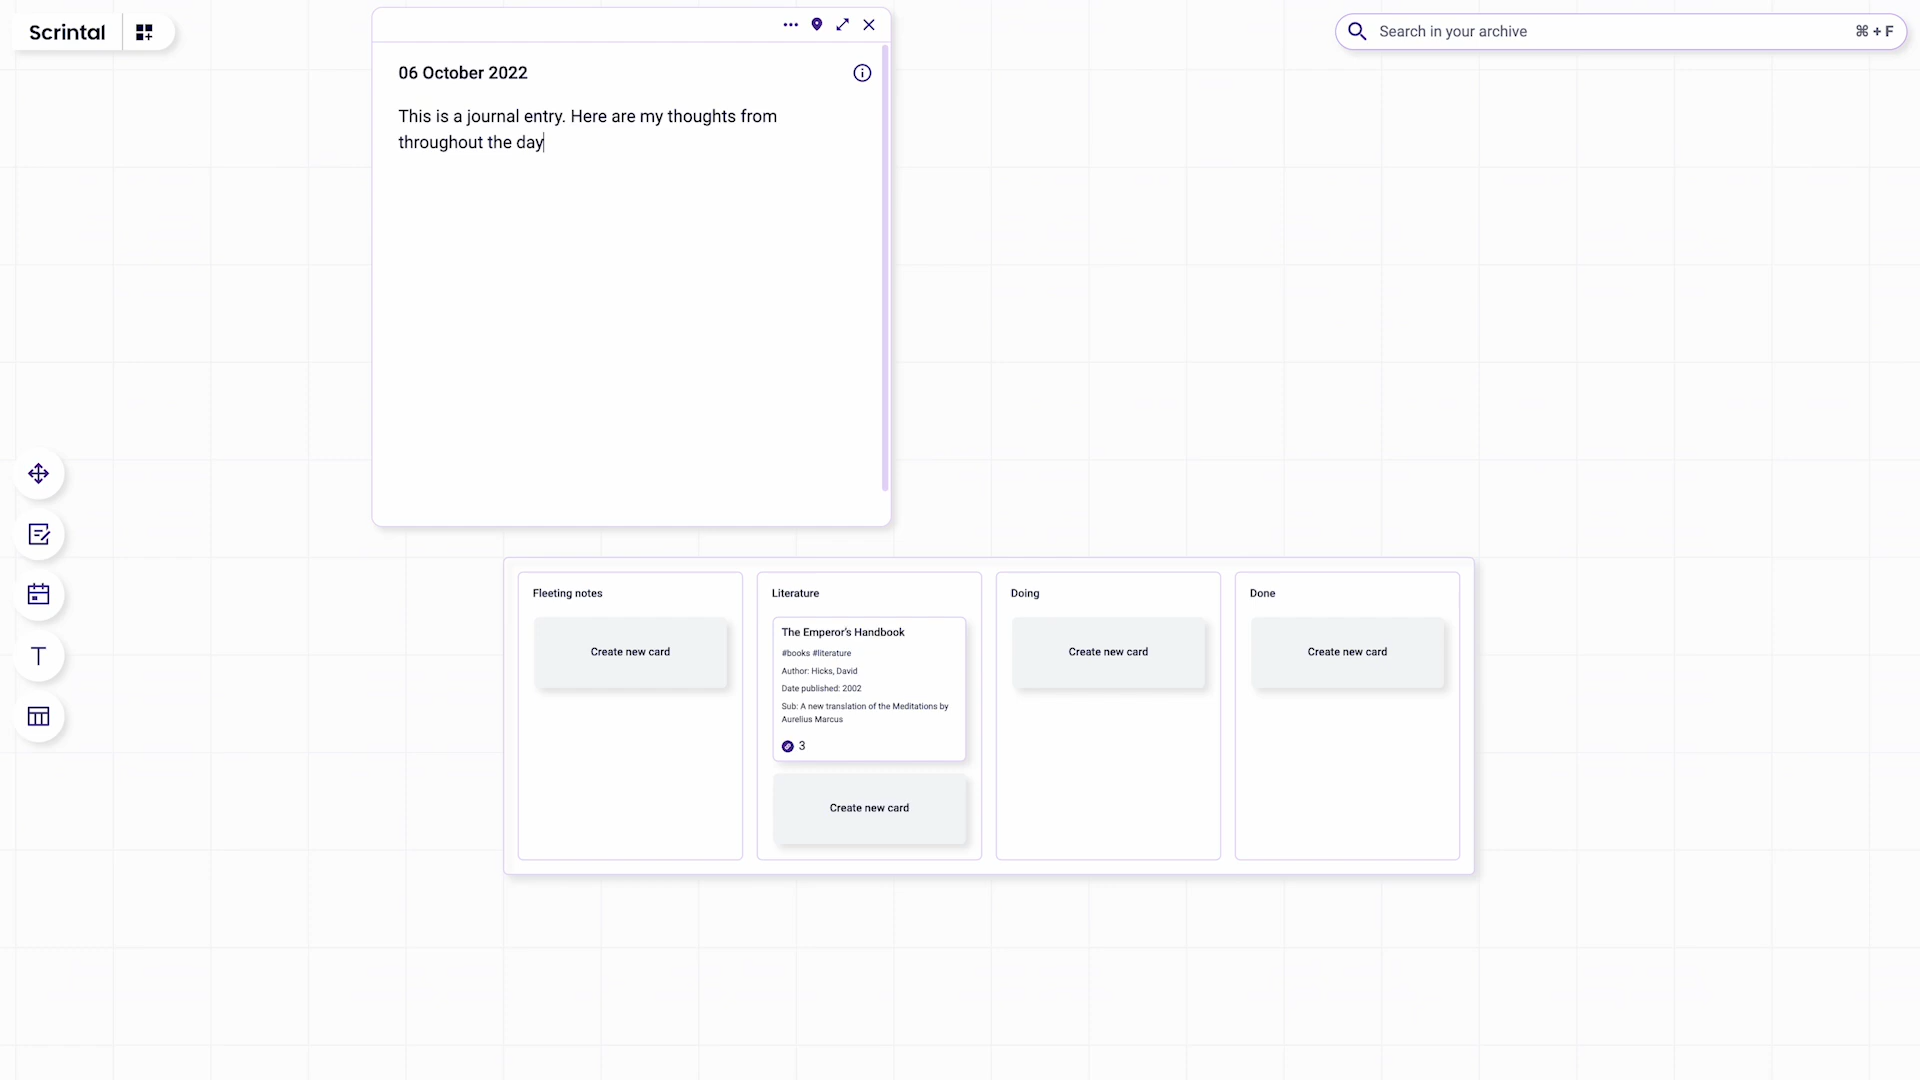 Scrintal
Search in your archive
⌘ + F
06 October 2022
This is a journal entry. Here are my thoughts from
throughout the day
Fleeting notes
Create new card
Literature
The Emperor's Handbook
#books #literature
Author: Hicks, David
Date published: 2002
Sub: A new translation of the Meditations by
Aurelius Marcus
3
Create new card
Doing
Create new card
Done
Create new card